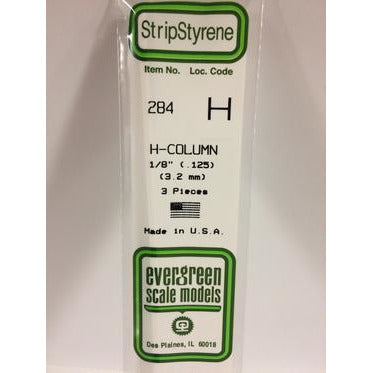 StripStyrene
Item No. Loc. Code
284 H
H-COLUMN
1/8" (.125)
(3.2 mm)
3 Pieces
Made in U.S.A.
evergreen
scale models
Des Plaines, IL 60018